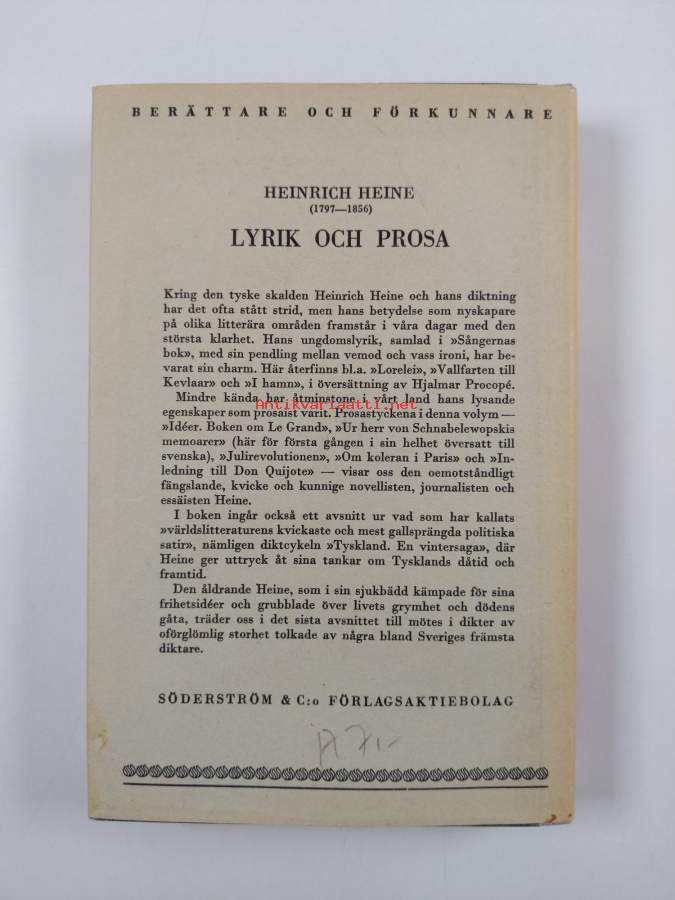 BERÄTTARE OCH FÖRKUNNARE
HEINRICH HEINE
(1797—1856)
LYRIK OCH PROSA
Kring den tyske skalden Heinrich Heine och hans diktning
har det ofta stått strid, men hans betydelse som nyskapare
på olika litterära områden framstår i våra dagar med den
största klarhet. Hans ungdomslyrik, samlad i »Sångernas
bok», med sin pendling mellan vemod och vass ironi, har be-
varat sin charm. Här återfinns bl.a. »Lorelei», »Vallfarten till
Kevlaar» och »I hamn», i översättning av Hjalmar Procopé.
Mindre kända har åtminstone i vårt land hans lysande
Antikvariaatti.net
egenskaper som prosaist varit. Prosastyckena i denna volym —
»Idéer. Boken om Le Grand», »Ur herr von Schnabelewopskis
memoarer» (här för första gången i sin helhet översatt till
svenska), »Julirevolutionen», »Om koleran i Paris» och »In-
ledning till Don Quijote» — visar oss den oemotståndligt
fängslande, kvicke och kunnige novellisten, journalisten och
essäisten Heine.
I boken ingår också ett avsnitt ur vad som har kallats
»världslitteraturens kvickaste och mest gallsprängda politiska
satir», nämligen diktcykeln »Tyskland. En vintersaga», där
Heine ger uttryck åt sina tankar om Tysklands dåtid och
framtid.
Den åldrande Heine, som i sin sjukbädd kämpade för sina
frihetsidéer och grubblade över livets grymhet och dödens
gåta, träder oss i det sista avsnittet till mötes i dikter av
oförglömlig storhet tolkade av några bland Sveriges främsta
diktare.
SÖDERSTRÖM & C:o FÖRLAGSAKTIEBOLAG